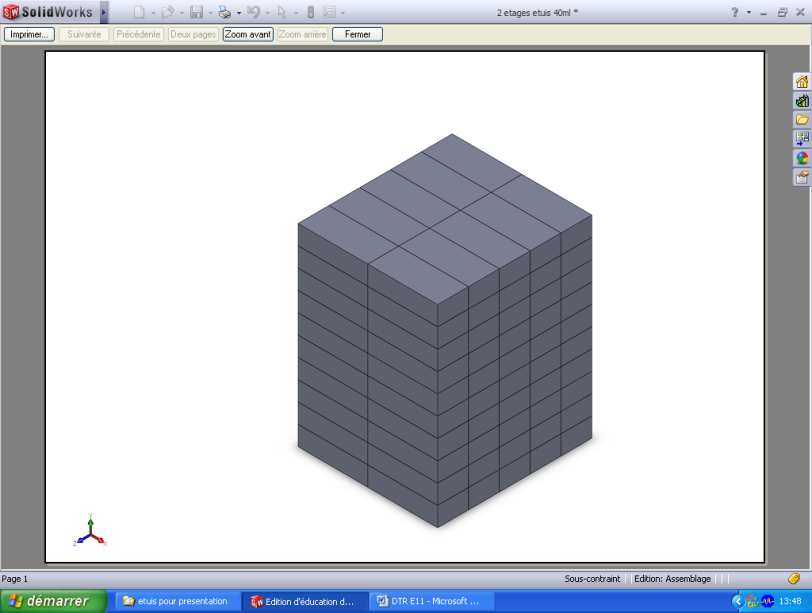 SolidWorks
2 etages etuis 40ml *
Imprimer... Suivante Précédente Deux pages Zoom avant Zoom arrière Fermer
Y
Z X
Page 1 Sous-contraint Edition: Assemblage
démarrer etuis pour presentation Edition d'éducation d... DTR E11 - Microsoft ... 13:48